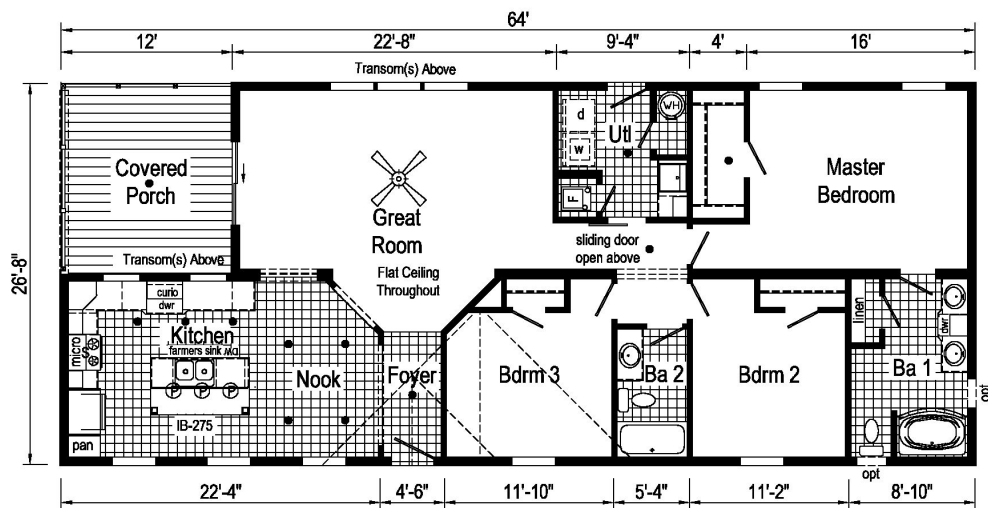 64'
12'
22'-8"
9'-4"
4'
16'
Transom(s) Above
26'-8"
d
w
Utl
WH
F
Covered
Porch
Great
Room
Master
Bedroom
sliding door
open above
Transom(s) Above
Flat Ceiling
Throughout
curio
dwr
Kitchen
farmers sink
DW
micro
S
P P P
IB-275
pan
Nook
Foyer
Bdrm 3
Ba 2
Bdrm 2
linen
dwr
Ba 1
opt
opt
22'-4"
4'-6"
11'-10"
5'-4"
11'-2"
8'-10"